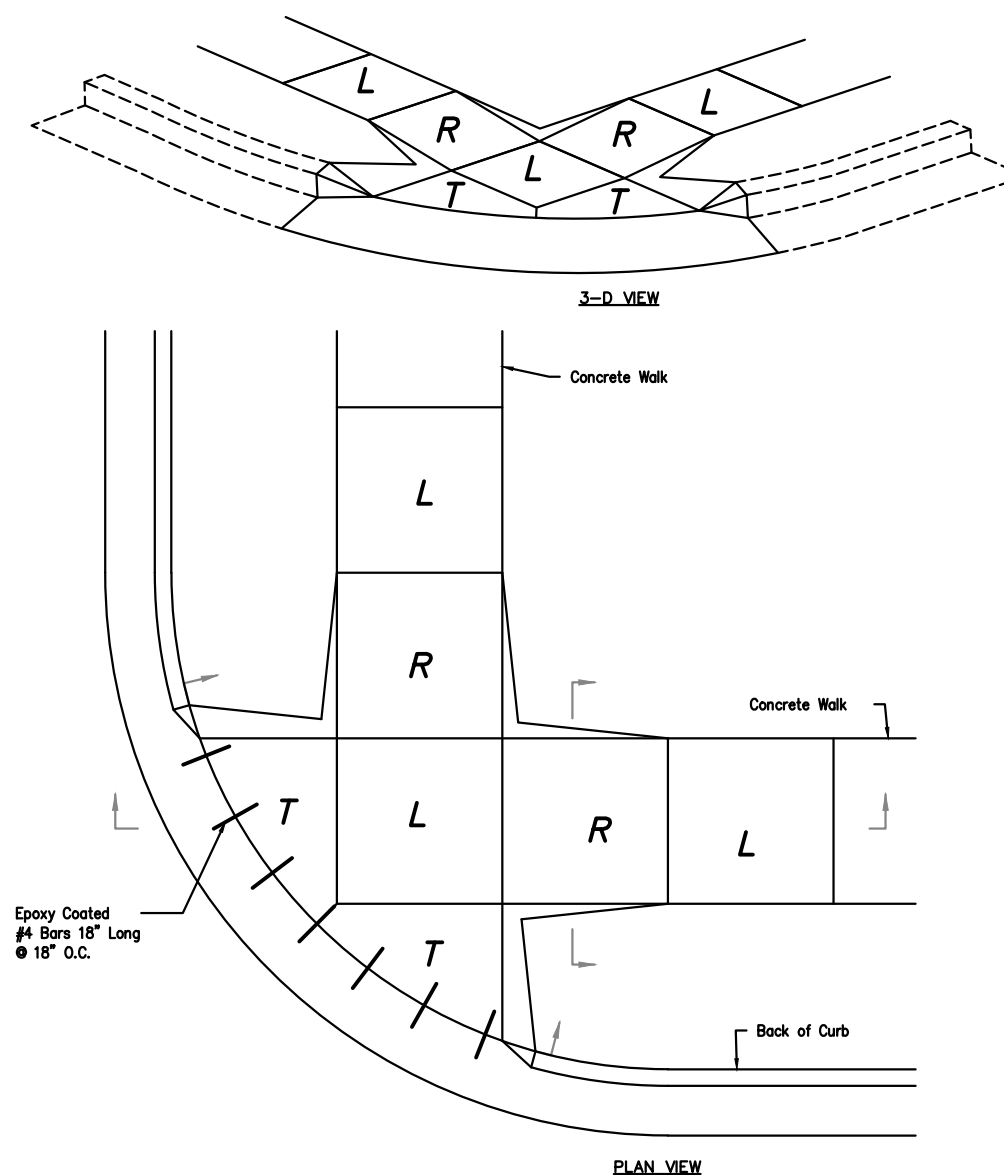 L
L
R
R
L
T
T
3-D VIEW
Concrete Walk
L
R
Concrete Walk
T
L
R
L
Epoxy Coated
#4 Bars 18" Long
@ 18" O.C.
T
Back of Curb
PLAN VIEW